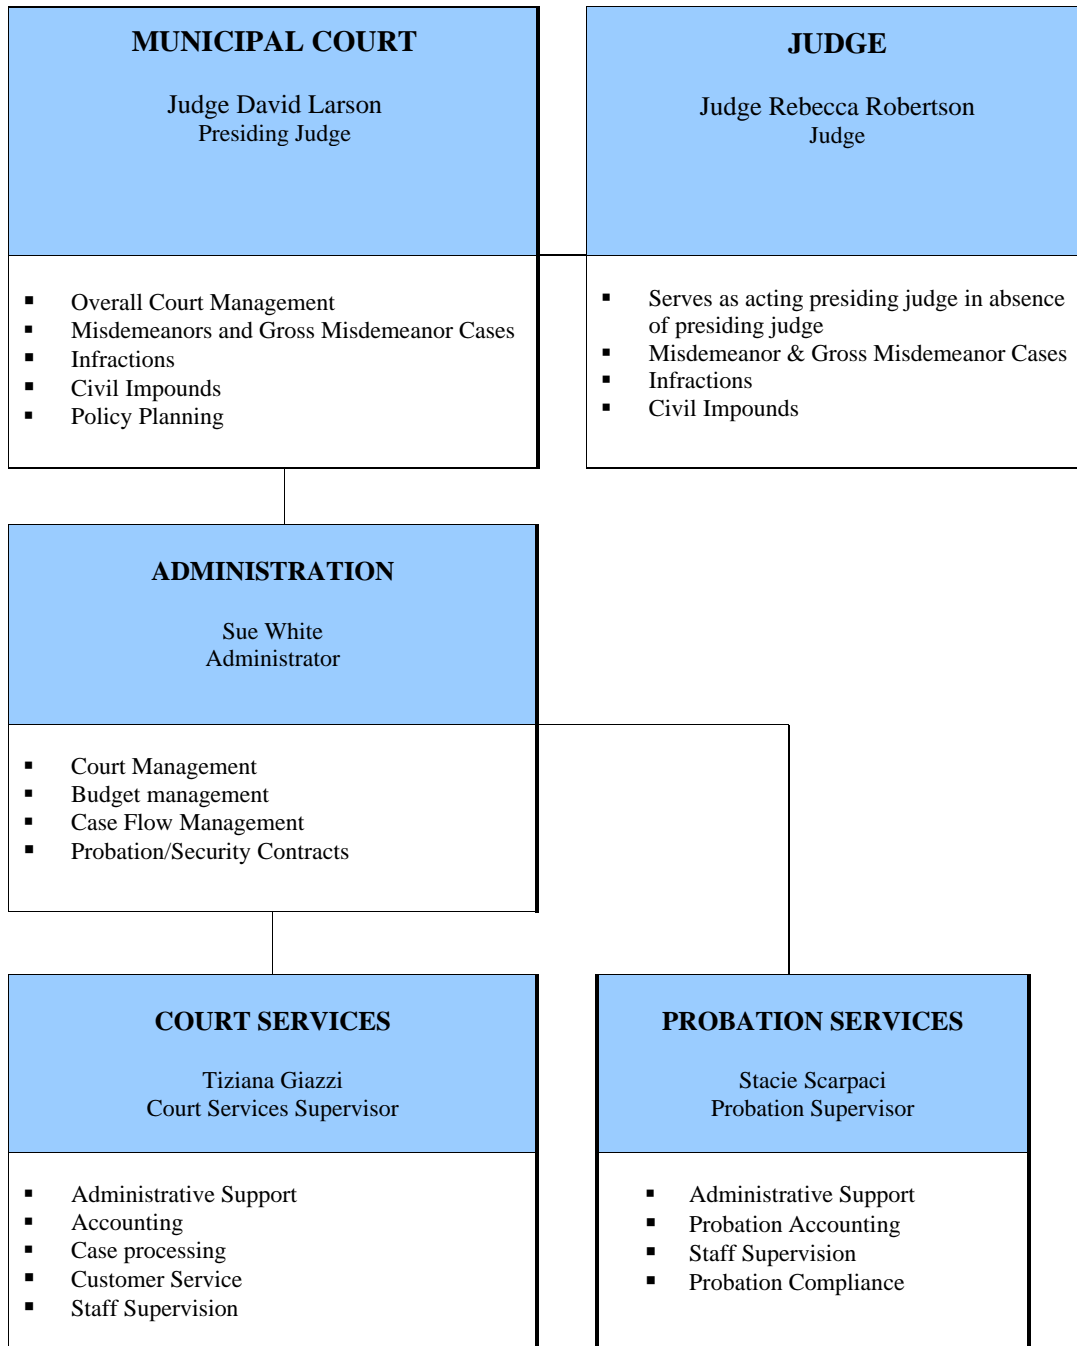 MUNICIPAL COURT
Judge David Larson
Presiding Judge
▪ Overall Court Management
▪ Misdemeanors and Gross Misdemeanor Cases
▪ Infractions
▪ Civil Impounds
▪ Policy Planning
JUDGE
Judge Rebecca Robertson
Judge
▪ Serves as acting presiding judge in absence
of presiding judge
▪ Misdemeanor & Gross Misdemeanor Cases
▪ Infractions
▪ Civil Impounds
ADMINISTRATION
Sue White
Administrator
▪ Court Management
▪ Budget management
▪ Case Flow Management
▪ Probation/Security Contracts
COURT SERVICES
Tiziana Giazzi
Court Services Supervisor
▪ Administrative Support
▪ Accounting
▪ Case processing
▪ Customer Service
▪ Staff Supervision
PROBATION SERVICES
Stacie Scarpaci
Probation Supervisor
▪ Administrative Support
▪ Probation Accounting
▪ Staff Supervision
▪ Probation Compliance